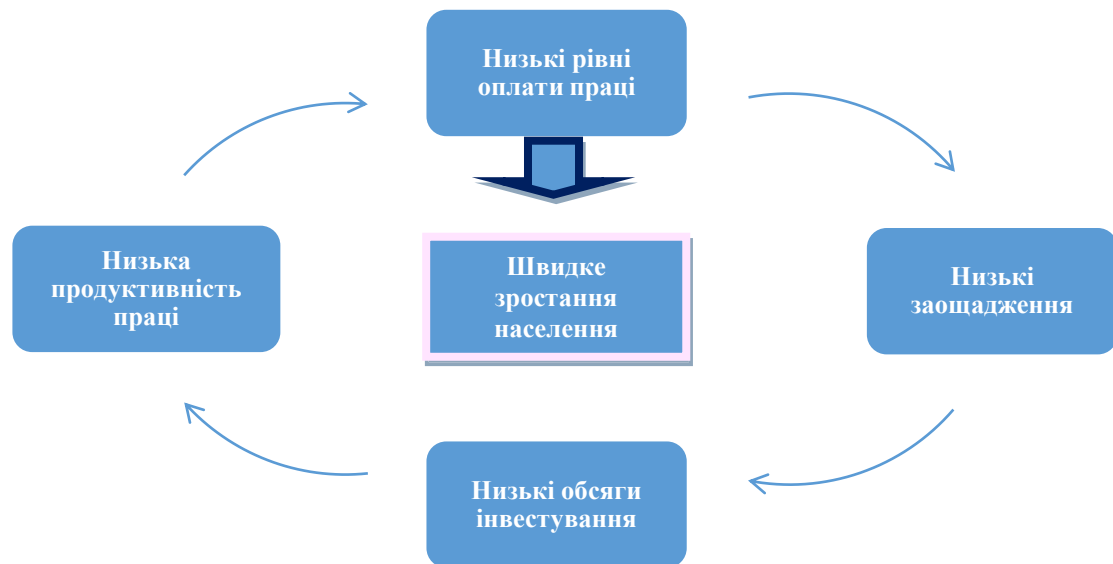 Низькі рівні
оплати праці
Низька
продуктивність
праці
Швидке
зростання
населення
Низькі
заощадження
Низькі обсяги
інвестування